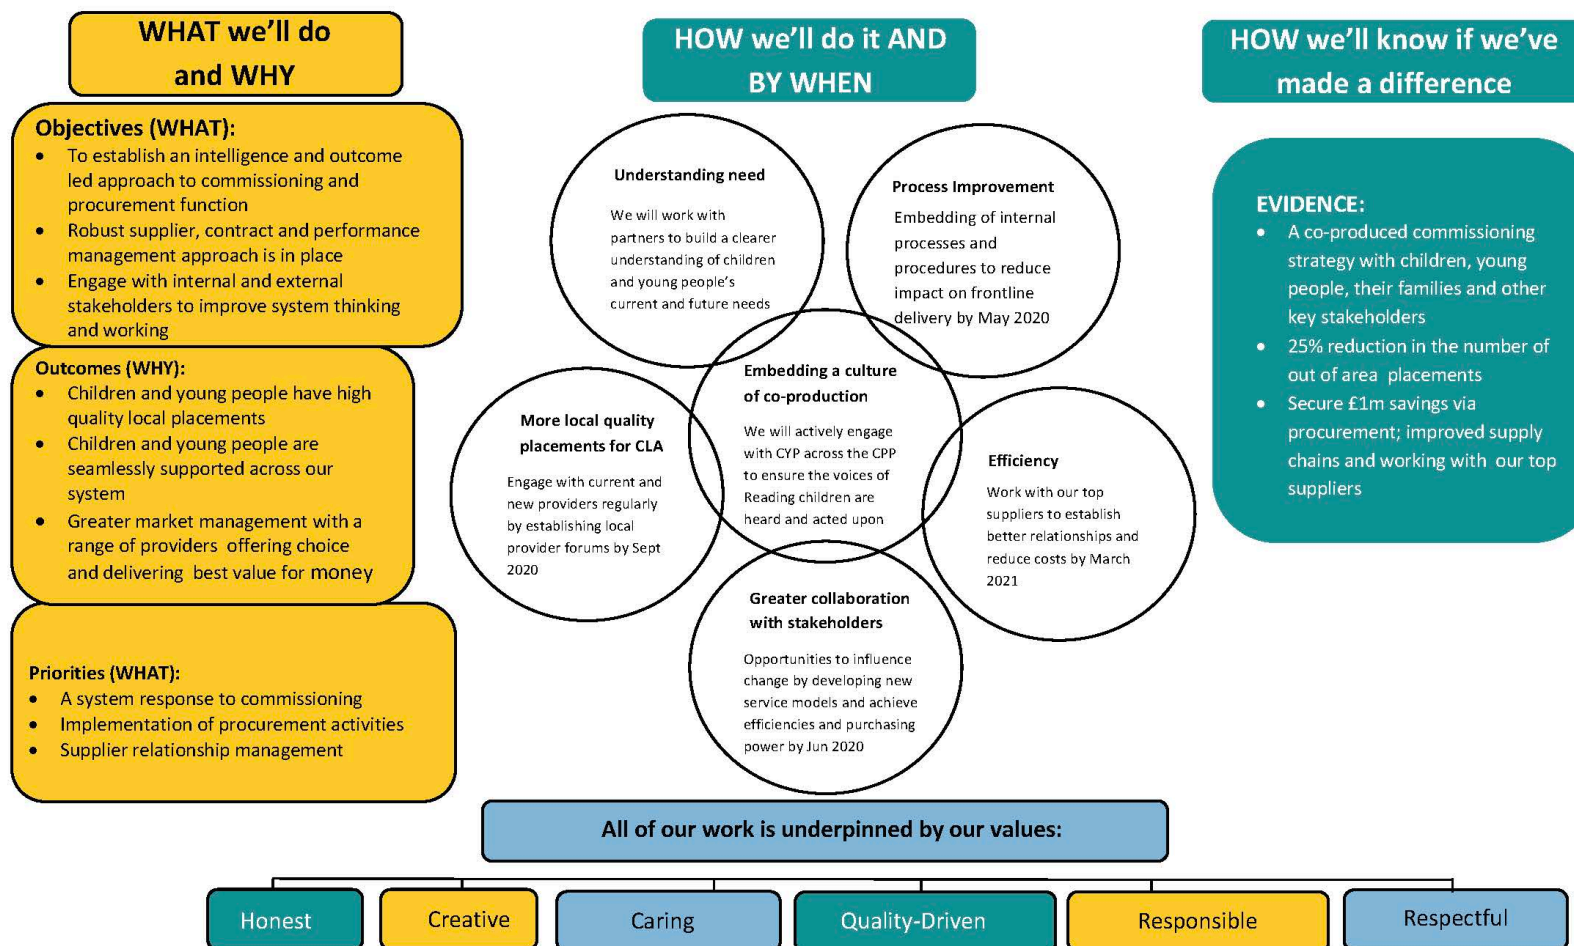 WHAT we'll do
and WHY
Objectives (WHAT):
• To establish an intelligence and outcome
led approach to commissioning and
procurement function
• Robust supplier, contract and performance
management approach is in place
• Engage with internal and external
stakeholders to improve system thinking
and working
Outcomes (WHY):
• Children and young people have high
quality local placements
• Children and young people are
seamlessly supported across our
system
• Greater market management with a
range of providers offering choice
and delivering best value for money
Priorities (WHAT):
• A system response to commissioning
• Implementation of procurement activities
• Supplier relationship management
HOW we'll do it AND
BY WHEN
Understanding need
We will work with
partners to build a clearer
understanding of children
and young people's
current and future needs
Process Improvement
Embedding of internal
processes and
procedures to reduce
impact on frontline
delivery by May 2020
Embedding a culture
of co-production
We will actively engage
with CYP across the CPP
to ensure the voices of
Reading children are
heard and acted upon
More local quality
placements for CLA
Engage with current and
new providers regularly
by establishing local
provider forums by Sept
2020
Efficiency
Work with our top
suppliers to establish
better relationships and
reduce costs by March
2021
Greater collaboration
with stakeholders
Opportunities to influence
change by developing new
service models and achieve
efficiencies and purchasing
power by Jun 2020
HOW we'll know if we've
made a difference
EVIDENCE:
• A co-produced commissioning
strategy with children, young
people, their families and other
key stakeholders
• 25% reduction in the number of
out of area placements
• Secure £1m savings via
procurement; improved supply
chains and working with our top
suppliers
All of our work is underpinned by our values:
Honest
Creative
Caring
Quality-Driven
Responsible
Respectful